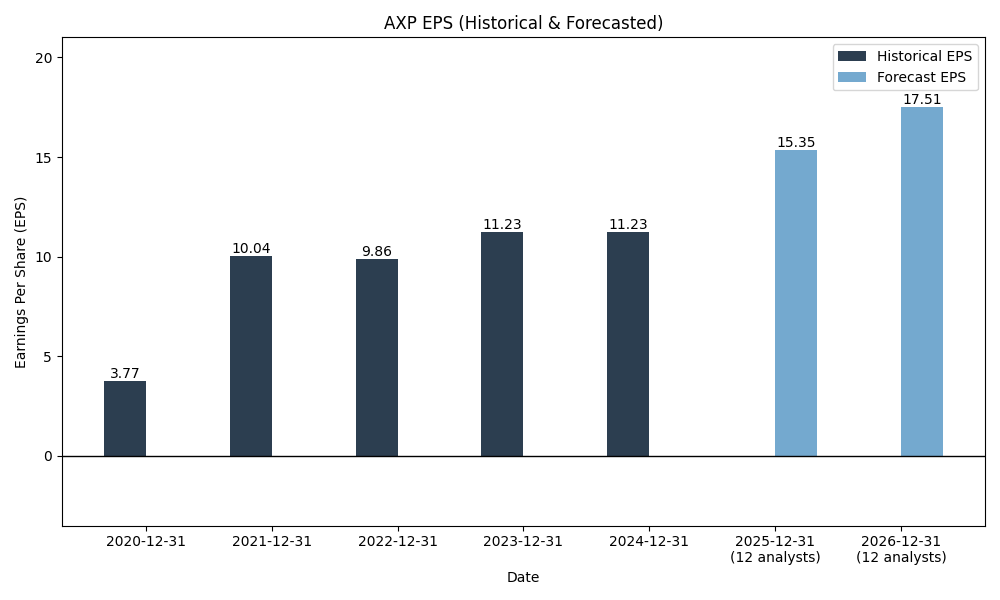 AXP EPS (Historical & Forecasted)
Historical EPS
Forecast EPS
Earnings Per Share (EPS)
20
15
10
5
0
3.77
10.04
9.86
11.23
11.23
15.35
17.51
2020-12-31
2021-12-31
2022-12-31
2023-12-31
2024-12-31
2025-12-31
(12 analysts)
2026-12-31
(12 analysts)
Date